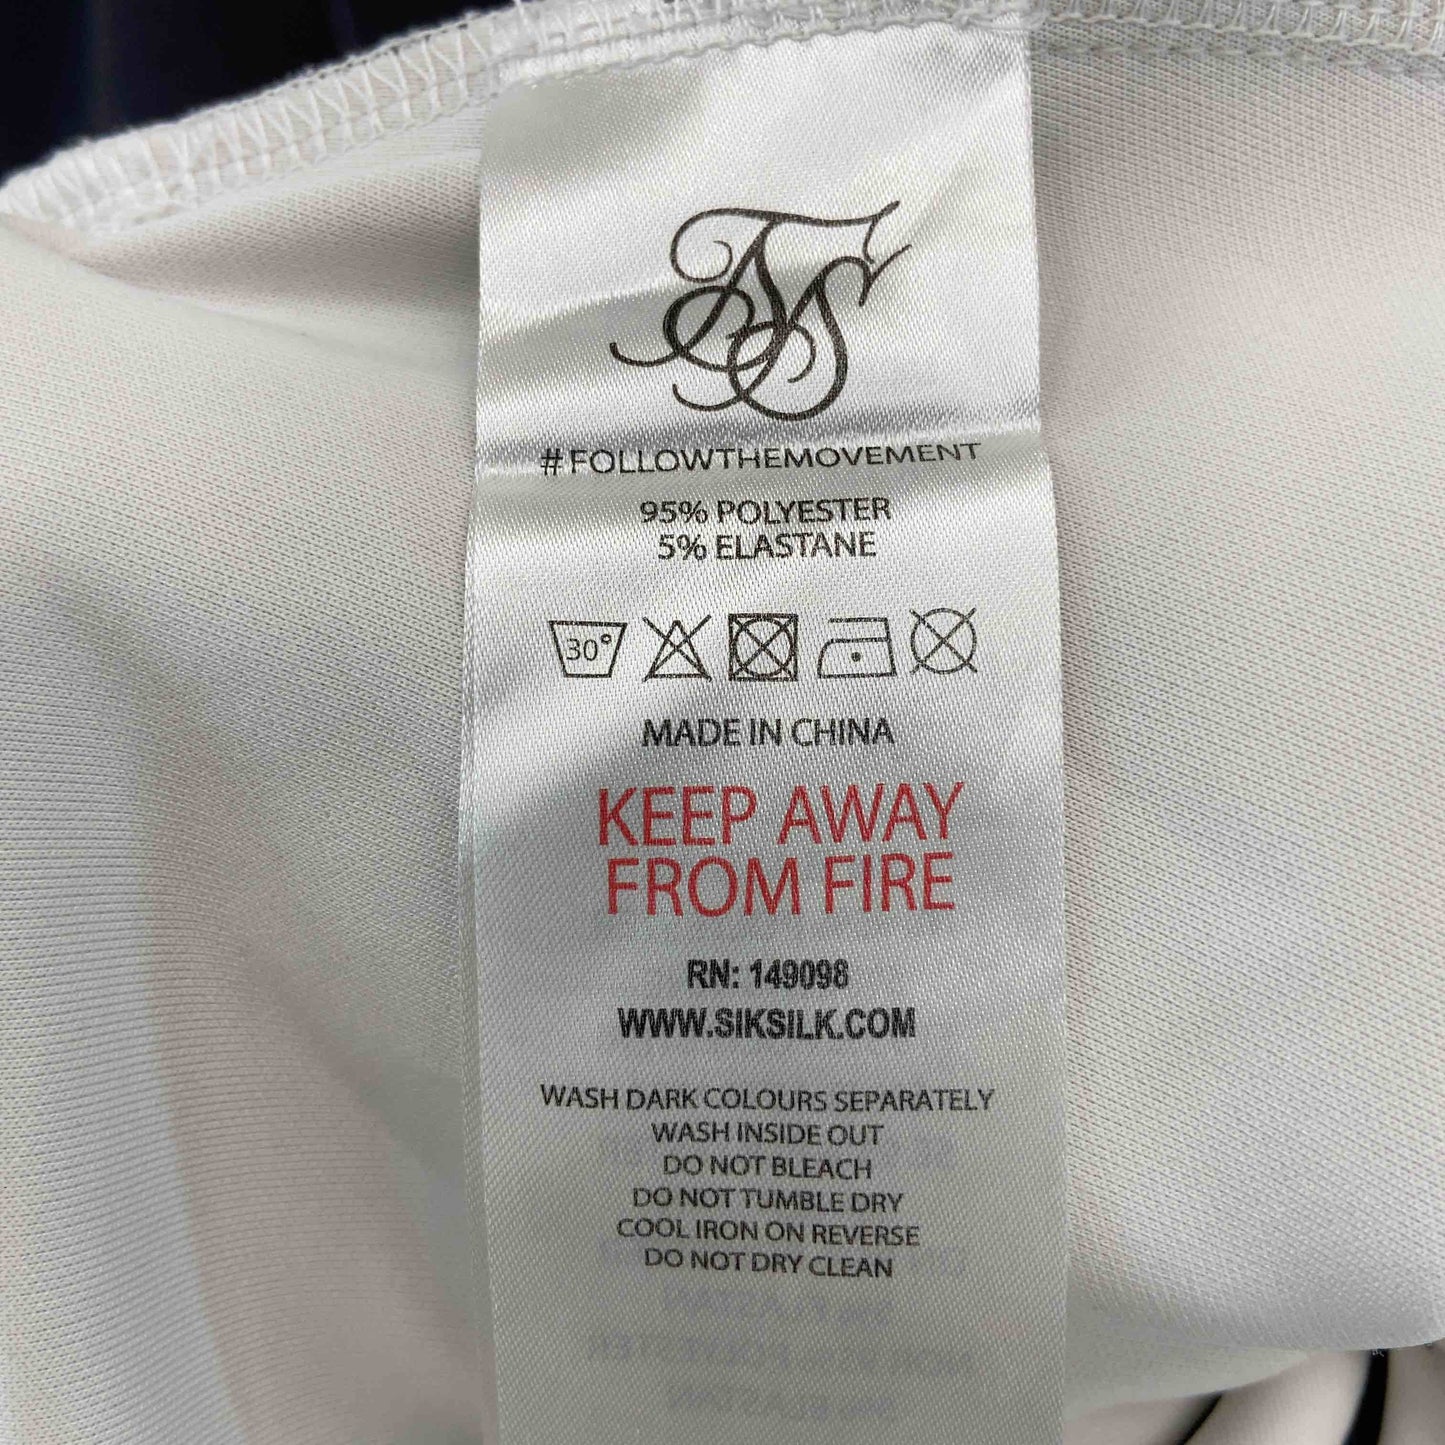 #FOLLOWTHEMOVEMENT
95% POLYESTER
5% ELASTANE
30°
MADE IN CHINA
KEEP AWAY
FROM FIRE
RN: 149098
WWW.SIKSILK.COM
WASH DARK COLOURS SEPARATELY
WASH INSIDE OUT
DO NOT BLEACH
DO NOT TUMBLE DRY
COOL IRON ON REVERSE
DO NOT DRY CLEAN